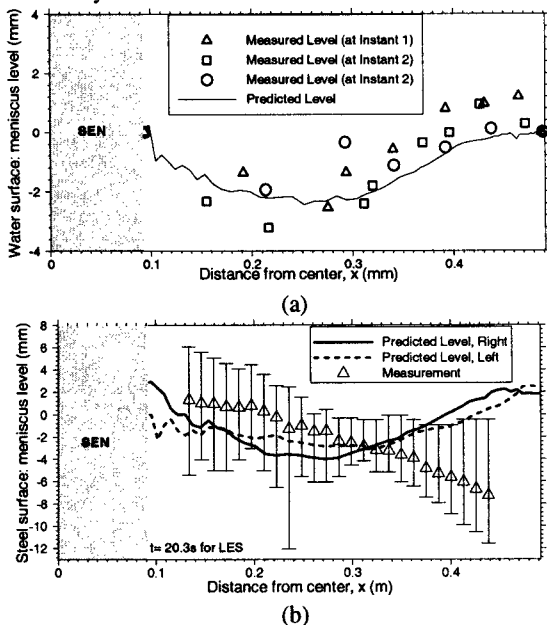 4
2
0
-2
-4
Water surface: meniscus level (mm)
Measured Level (at Instant 1)
Measured Level (at Instant 2)
Measured Level (at Instant 2)
Predicted Level
SEN
0
0.1
0.2
0.3
0.4
Distance from center, x (mm)
(a)
8
6
4
2
0
-2
-4
-6
-8
-10
-12
Steel surface: meniscus level (mm)
Predicted Level, Right
Predicted Level, Left
Measurement
SEN
t= 20.3s for LES
0
0.1
0.2
0.3
0.4
Distance from center, x (m)
(b)